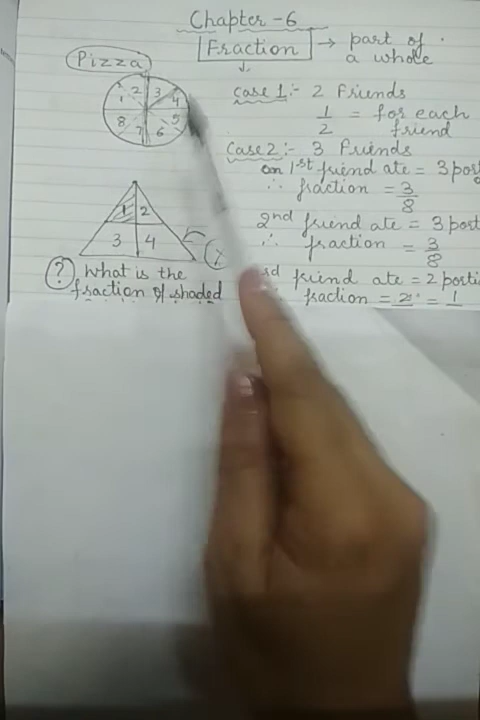 Chapter - 6
Fraction → part of a whole
Pizza
1 2 3 4 5 6 7 8
Case 1:- 2 Friends
1/2 = for each friend
Case 2:- 3 Friends
1st friend ate = 3
∴ fraction = 3/8
2nd friend ate = 3
∴ fraction = 3/8
friend ate = 2
fraction = 2 = 1
1 2
3 4
? What is the
fraction of shaded